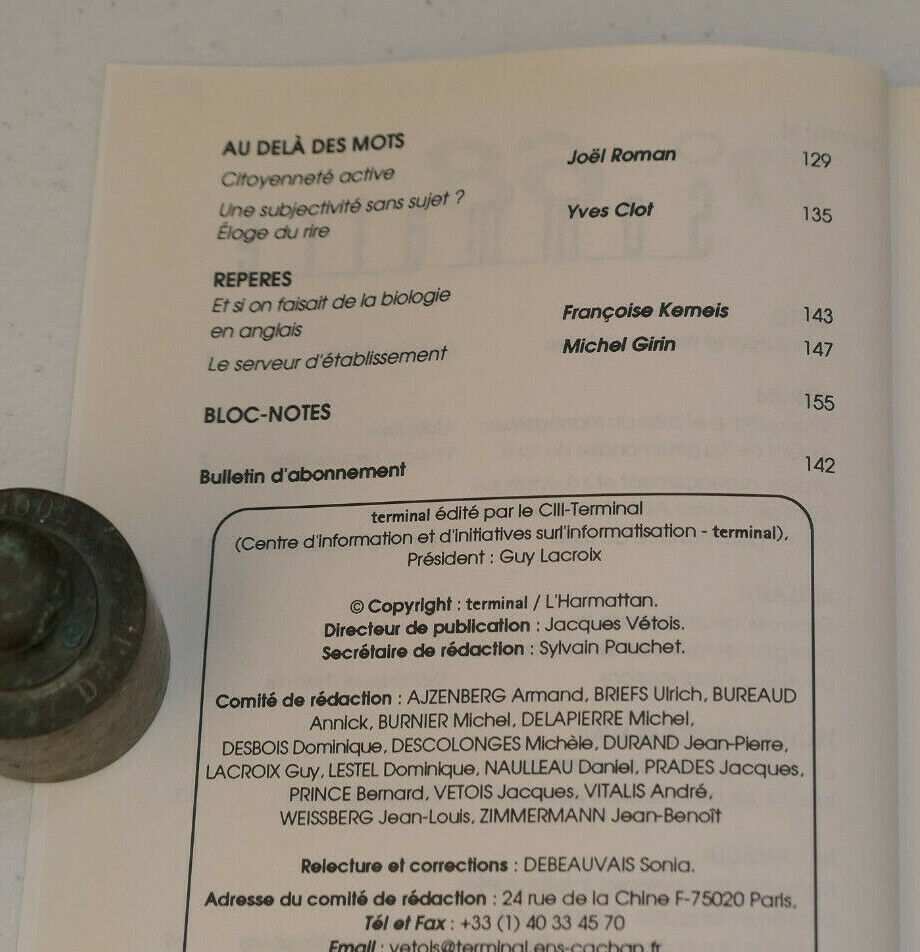 AU DELÀ DES MOTS
Citoyenneté active Joël Roman 129
Une subjectivité sans sujet ? Yves Clot 135
Éloge du rire
REPERES
Et si on faisait de la biologie
en anglais Françoise Kerneis 143
Le serveur d'établissement Michel Girin 147
BLOC-NOTES 155
Bulletin d'abonnement 142
terminal édité par le CIII-Terminal
(Centre d'information et d'initiatives surl'informatisation - terminal),
Président : Guy Lacroix
© Copyright : terminal / L'Harmattan.
Directeur de publication : Jacques Vétois.
Secrétaire de rédaction : Sylvain Pauchet.
Comité de rédaction : AJZENBERG Armand, BRIEFS Ulrich, BUREAUD
Annick, BURNIER Michel, DELAPIERRE Michel,
DESBOIS Dominique, DESCOLONGES Michèle, DURAND Jean-Pierre,
LACROIX Guy, LESTEL Dominique, NAULLEAU Daniel, PRADES Jacques,
PRINCE Bernard, VETOIS Jacques, VITALIS André,
WEISSBERG Jean-Louis, ZIMMERMANN Jean-Benoît
Relecture et corrections : DEBEAUVAIS Sonia.
Adresse du comité de rédaction : 24 rue de la Chine F-75020 Paris.
Tél et Fax : +33 (1) 40 33 45 70
Email : vetois@terminal.ens-cachan.fr